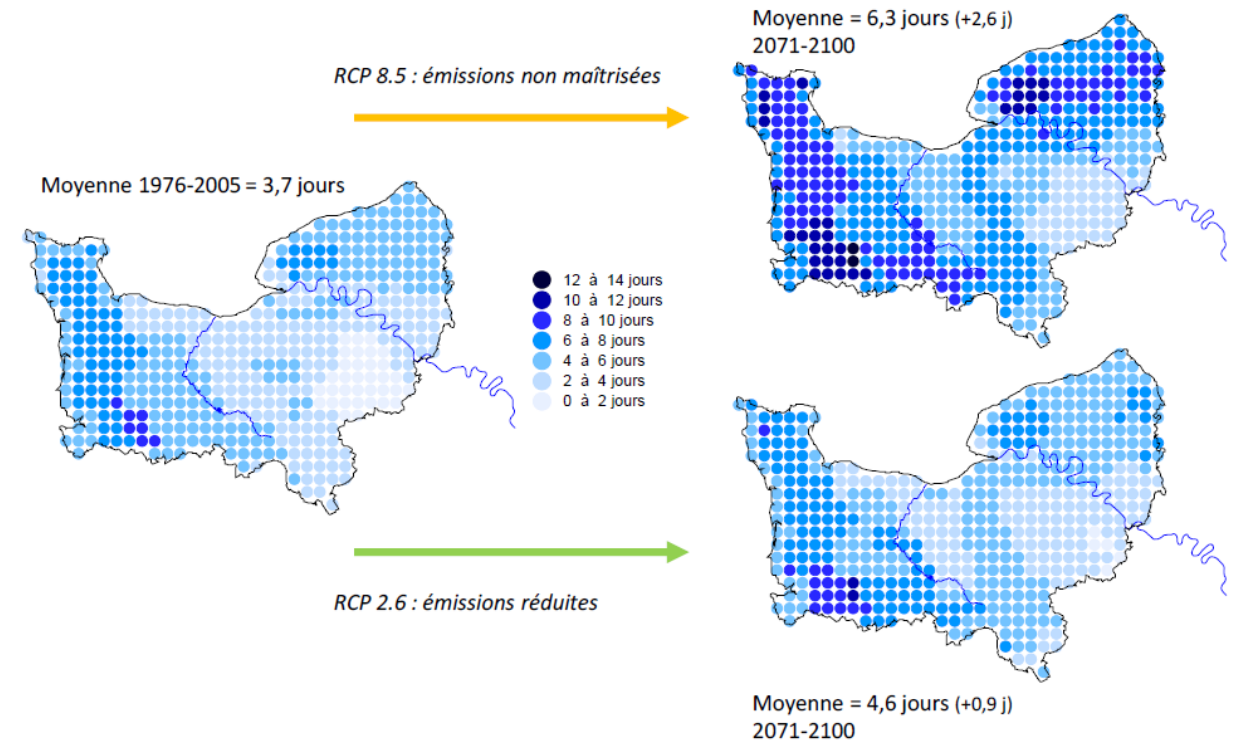 Moyenne = 6,3 jours (+2,6 j)
2071-2100
RCP 8.5 : émissions non maîtrisées
Moyenne 1976-2005 = 3,7 jours
12 à 14 jours
10 à 12 jours
8 à 10 jours
6 à 8 jours
4 à 6 jours
2 à 4 jours
0 à 2 jours
RCP 2.6 : émissions réduites
Moyenne = 4,6 jours (+0,9 j)
2071-2100